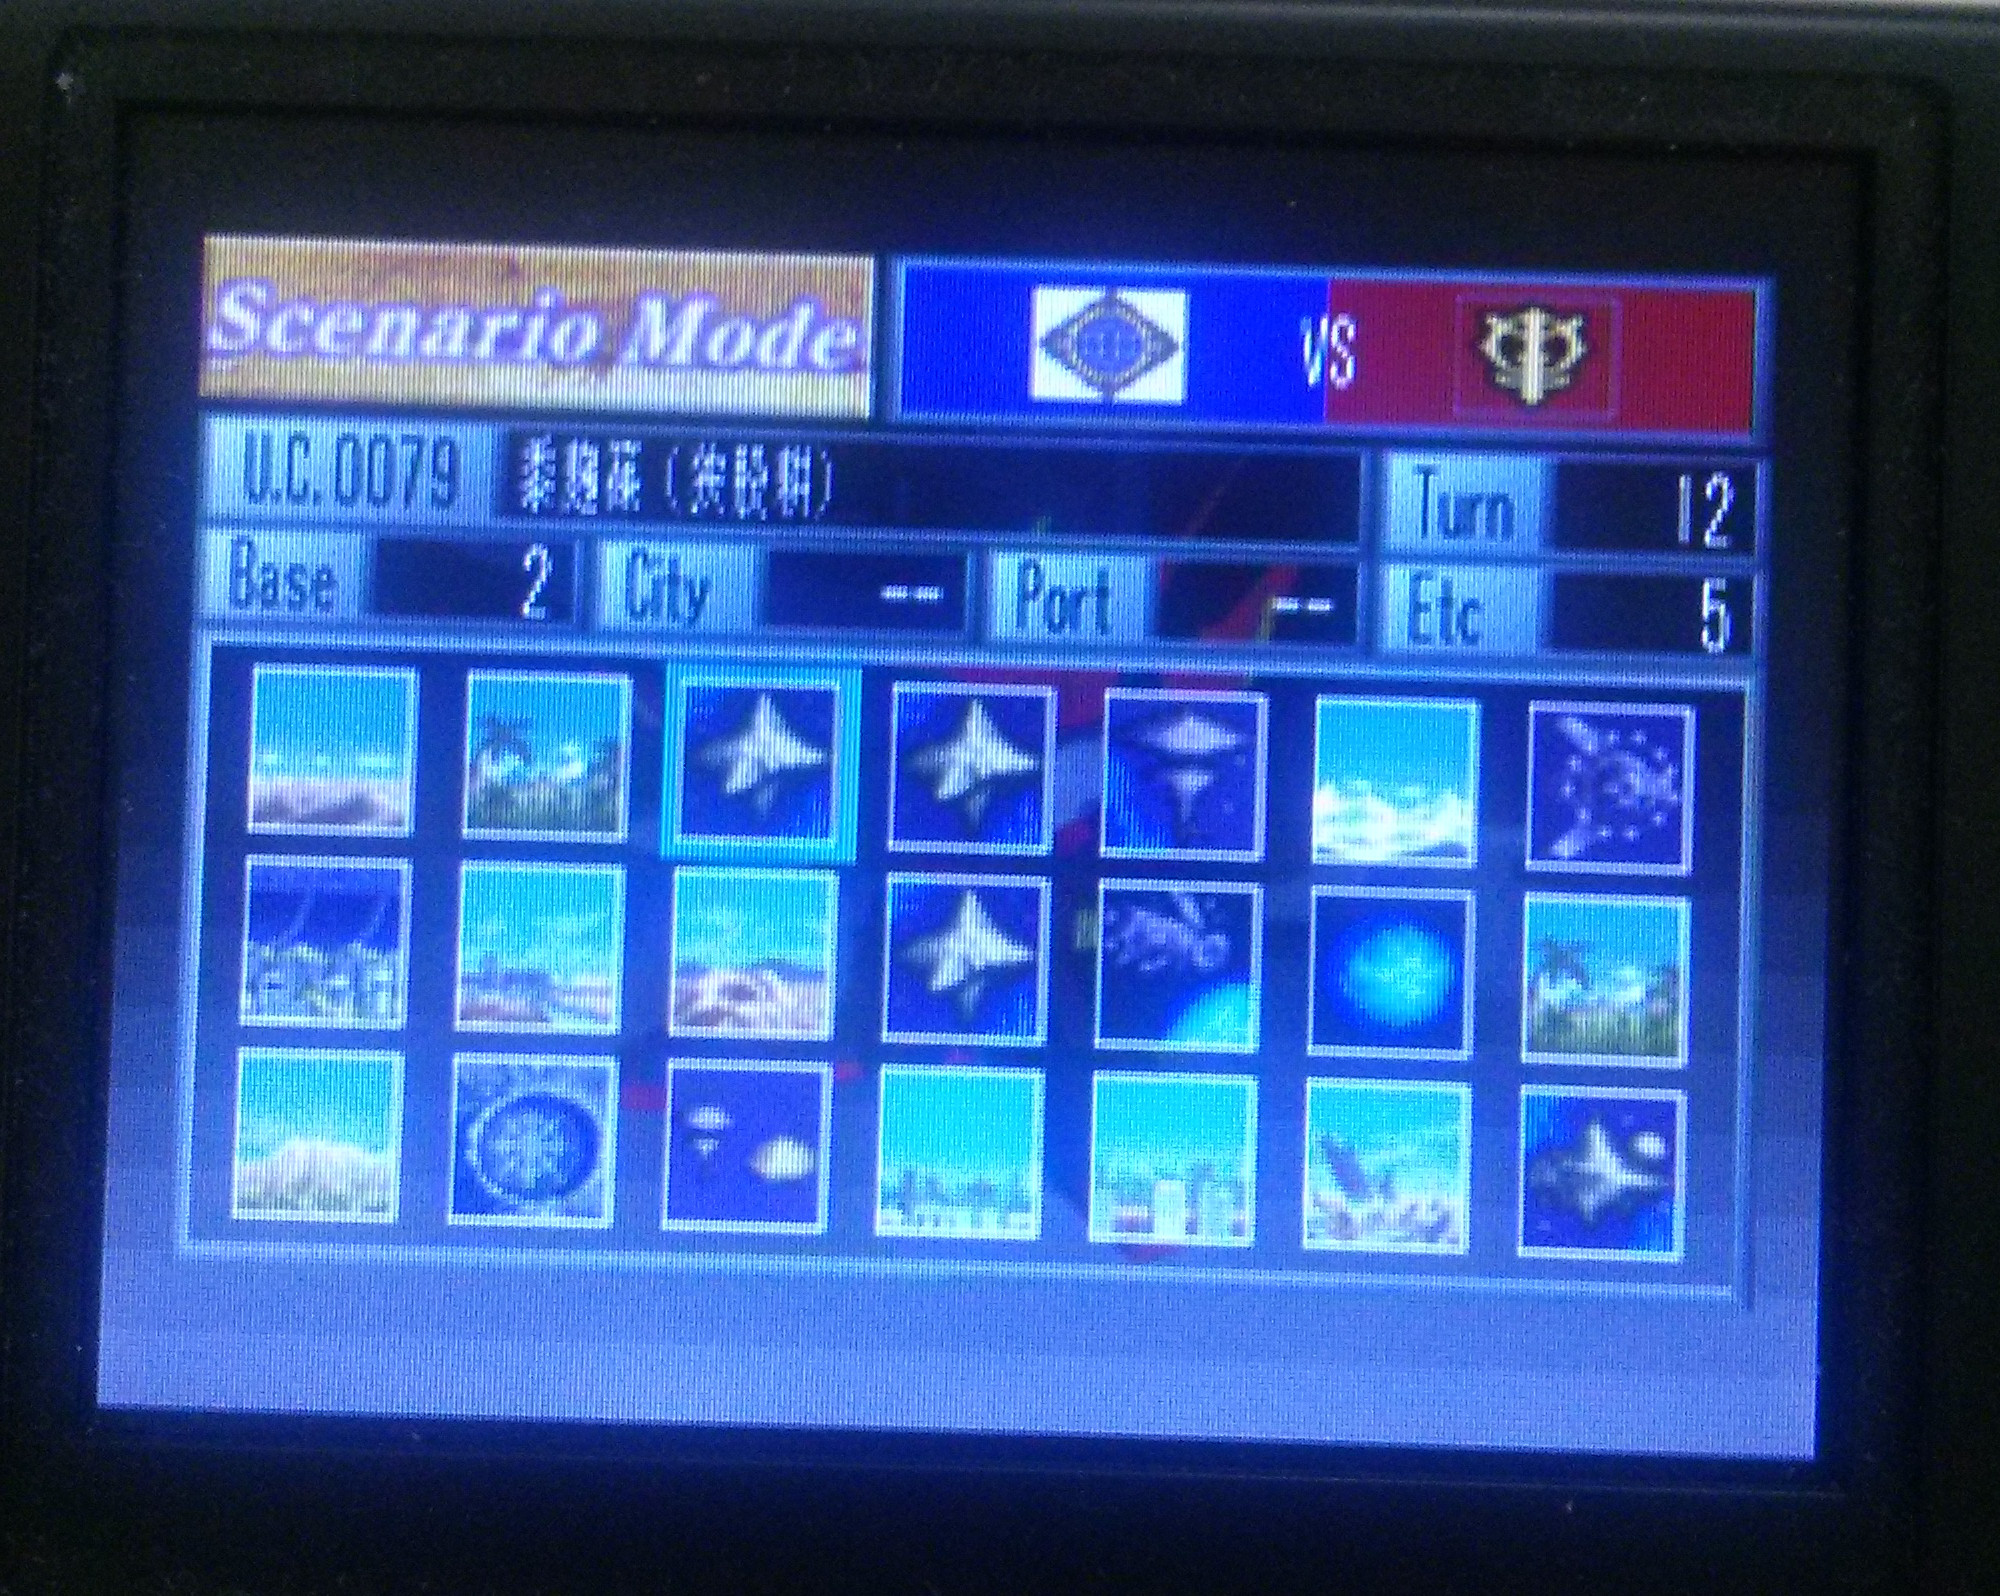 Scenario Mode
VS
U.C.0079
Turn 12
Base 2 City -- Port -- Etc 5